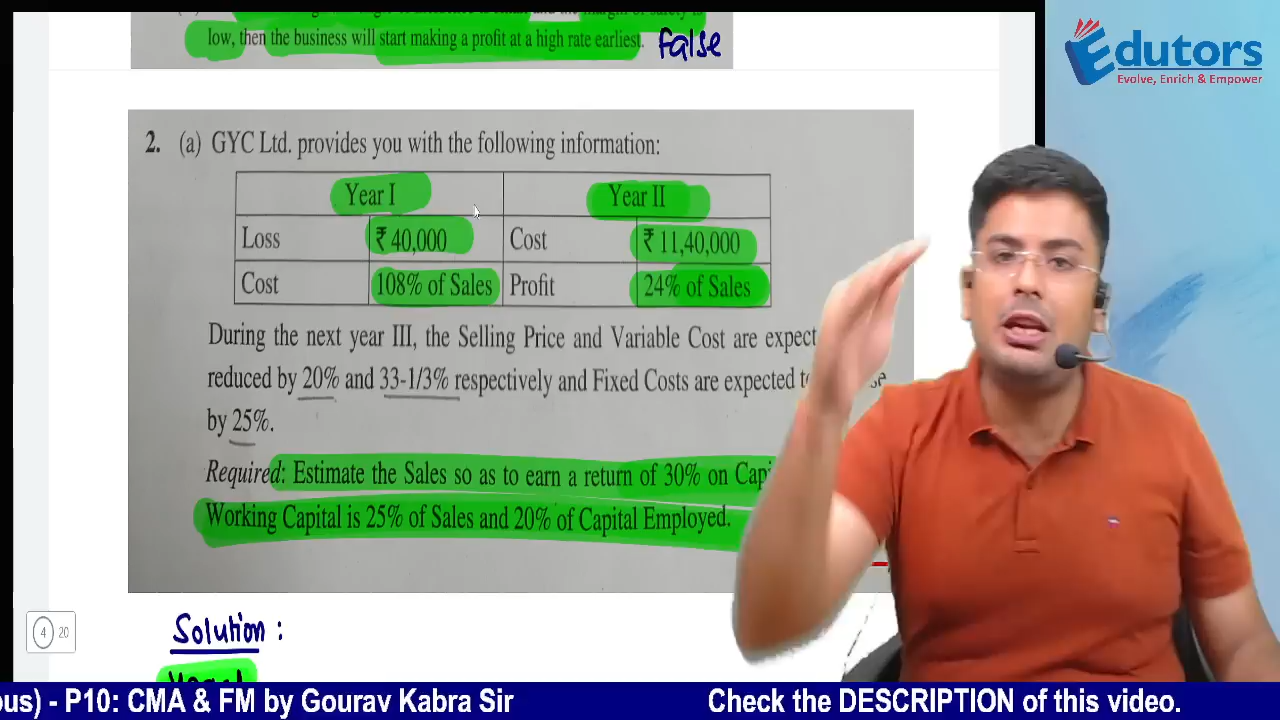 low, then the business will start making a profit at a high rate earliest. False
Edutors
Evolve, Enrich & Empower
2. (a) GYC Ltd. provides you with the following information:
Year I Year II
Loss ₹ 40,000 Cost ₹ 11,40,000
Cost 108% of Sales Profit 24% of Sales
During the next year III, the Selling Price and Variable Cost are
reduced by 20% and 33-1/3% respectively and Fixed Costs are expected
by 25%.
Required: Estimate the Sales so as to earn a return of 30% on
Working Capital is 25% of Sales and 20% of Capital Employed.
4 20
Solution :
Year I
- P10: CMA & FM by Gourav Kabra Sir Check the DESCRIPTION of this video.